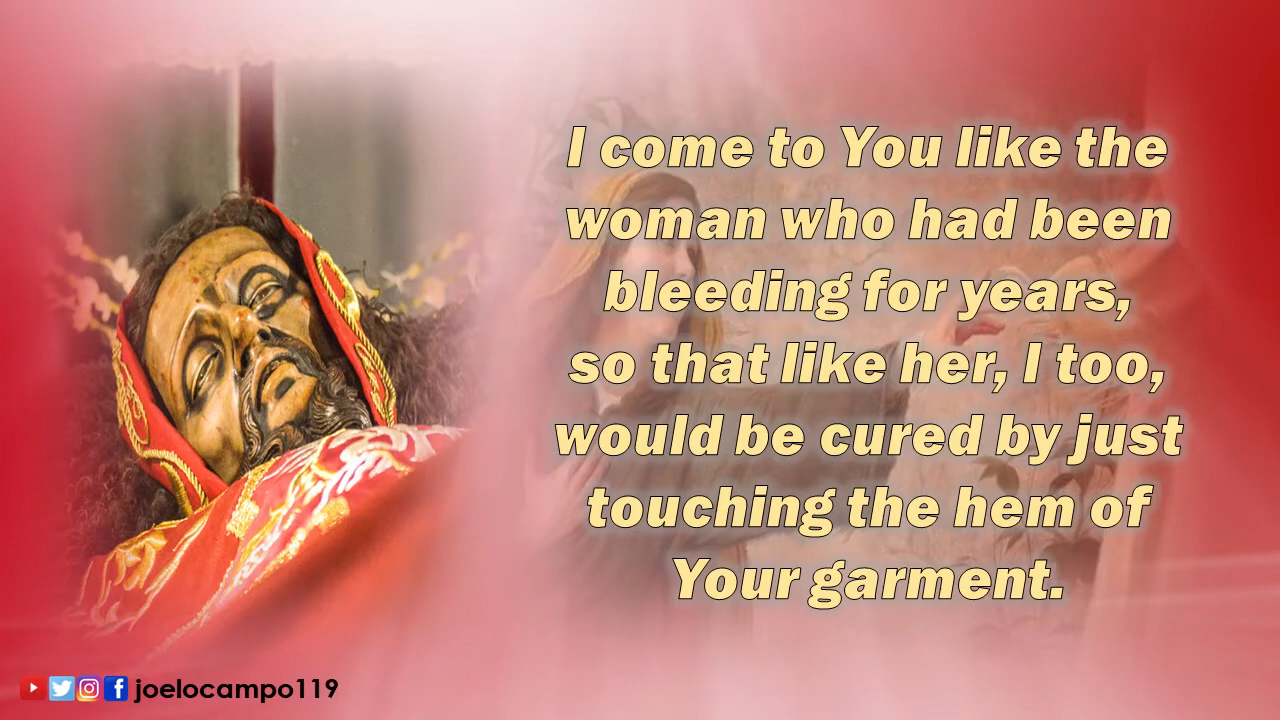 I come to You like the
woman who had been
bleeding for years,
so that like her, I too,
would be cured by just
touching the hem of
Your garment.
joelocampo119